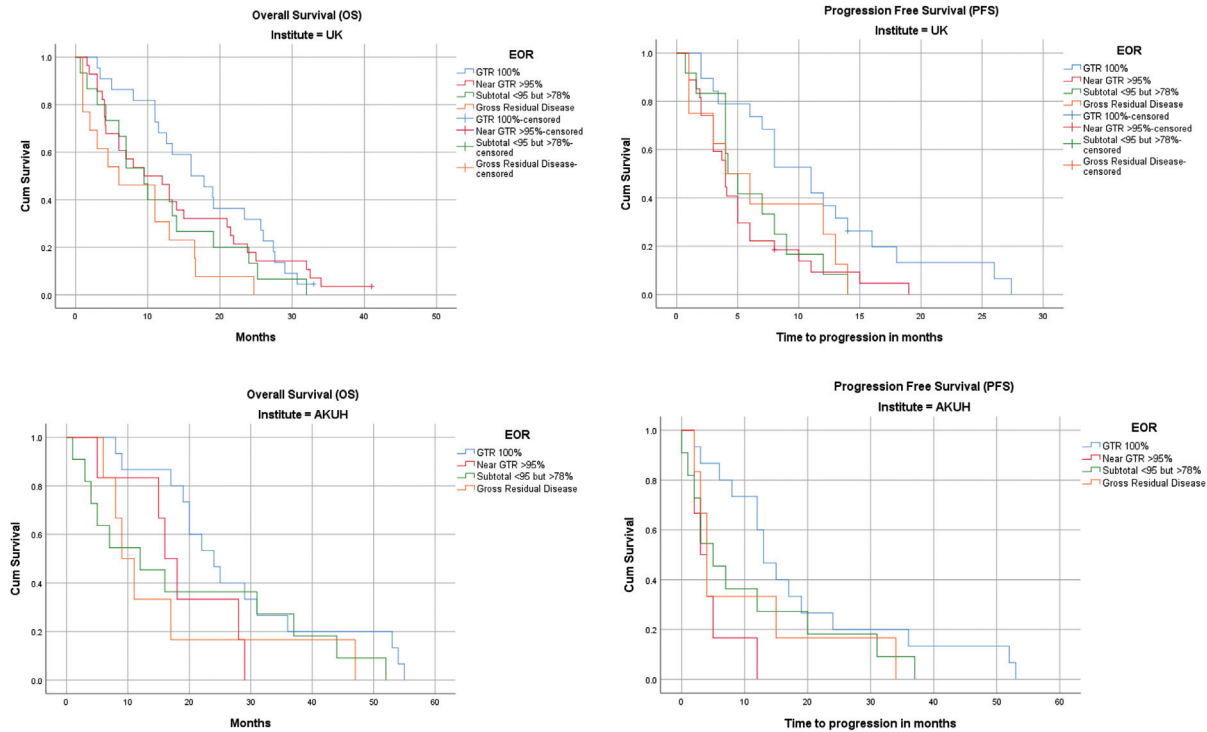 Overall Survival (OS)
Institute = UK
EOR
GTR 100%
Near GTR >95%
Subtotal <95 but >78%
Gross Residual Disease
GTR 100%-censored
Near GTR >95%-censored
Subtotal <95 but >78%-
censored
Gross Residual Disease-
censored
Cum Survival
1.0
0.8
0.6
0.4
0.2
0.0
0 10 20 30 40 50
Months
Progression Free Survival (PFS)
Institute = UK
EOR
GTR 100%
Near GTR >95%
Subtotal <95 but >78%
Gross Residual Disease
GTR 100%-censored
Near GTR >95%-censored
Subtotal <95 but >78%-
censored
Gross Residual Disease-
censored
Cum Survival
1.0
0.8
0.6
0.4
0.2
0.0
0 5 10 15 20 25 30
Time to progression in months
Overall Survival (OS)
Institute = AKUH
EOR
GTR 100%
Near GTR >95%
Subtotal <95 but >78%
Gross Residual Disease
Cum Survival
1.0
0.8
0.6
0.4
0.2
0.0
0 10 20 30 40 50 60
Months
Progression Free Survival (PFS)
Institute = AKUH
EOR
GTR 100%
Near GTR >95%
Subtotal <95 but >78%
Gross Residual Disease
Cum Survival
1.0
0.8
0.6
0.4
0.2
0.0
0 10 20 30 40 50 60
Time to progression in months